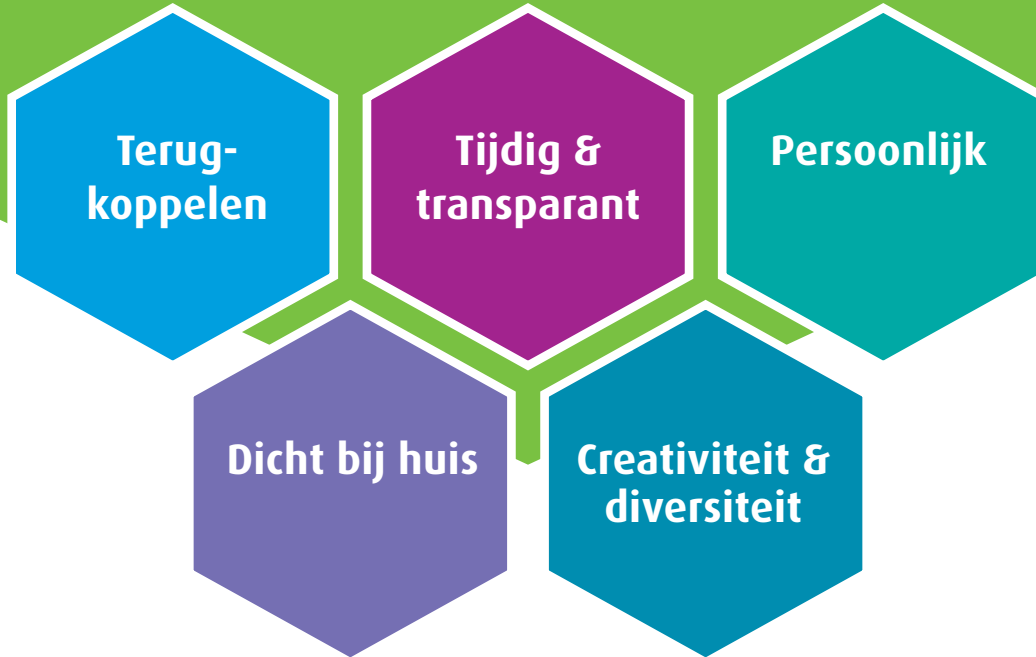 Terug-
koppelen
Tijdig &
transparant
Persoonlijk
Dicht bij huis
Creativiteit &
diversiteit